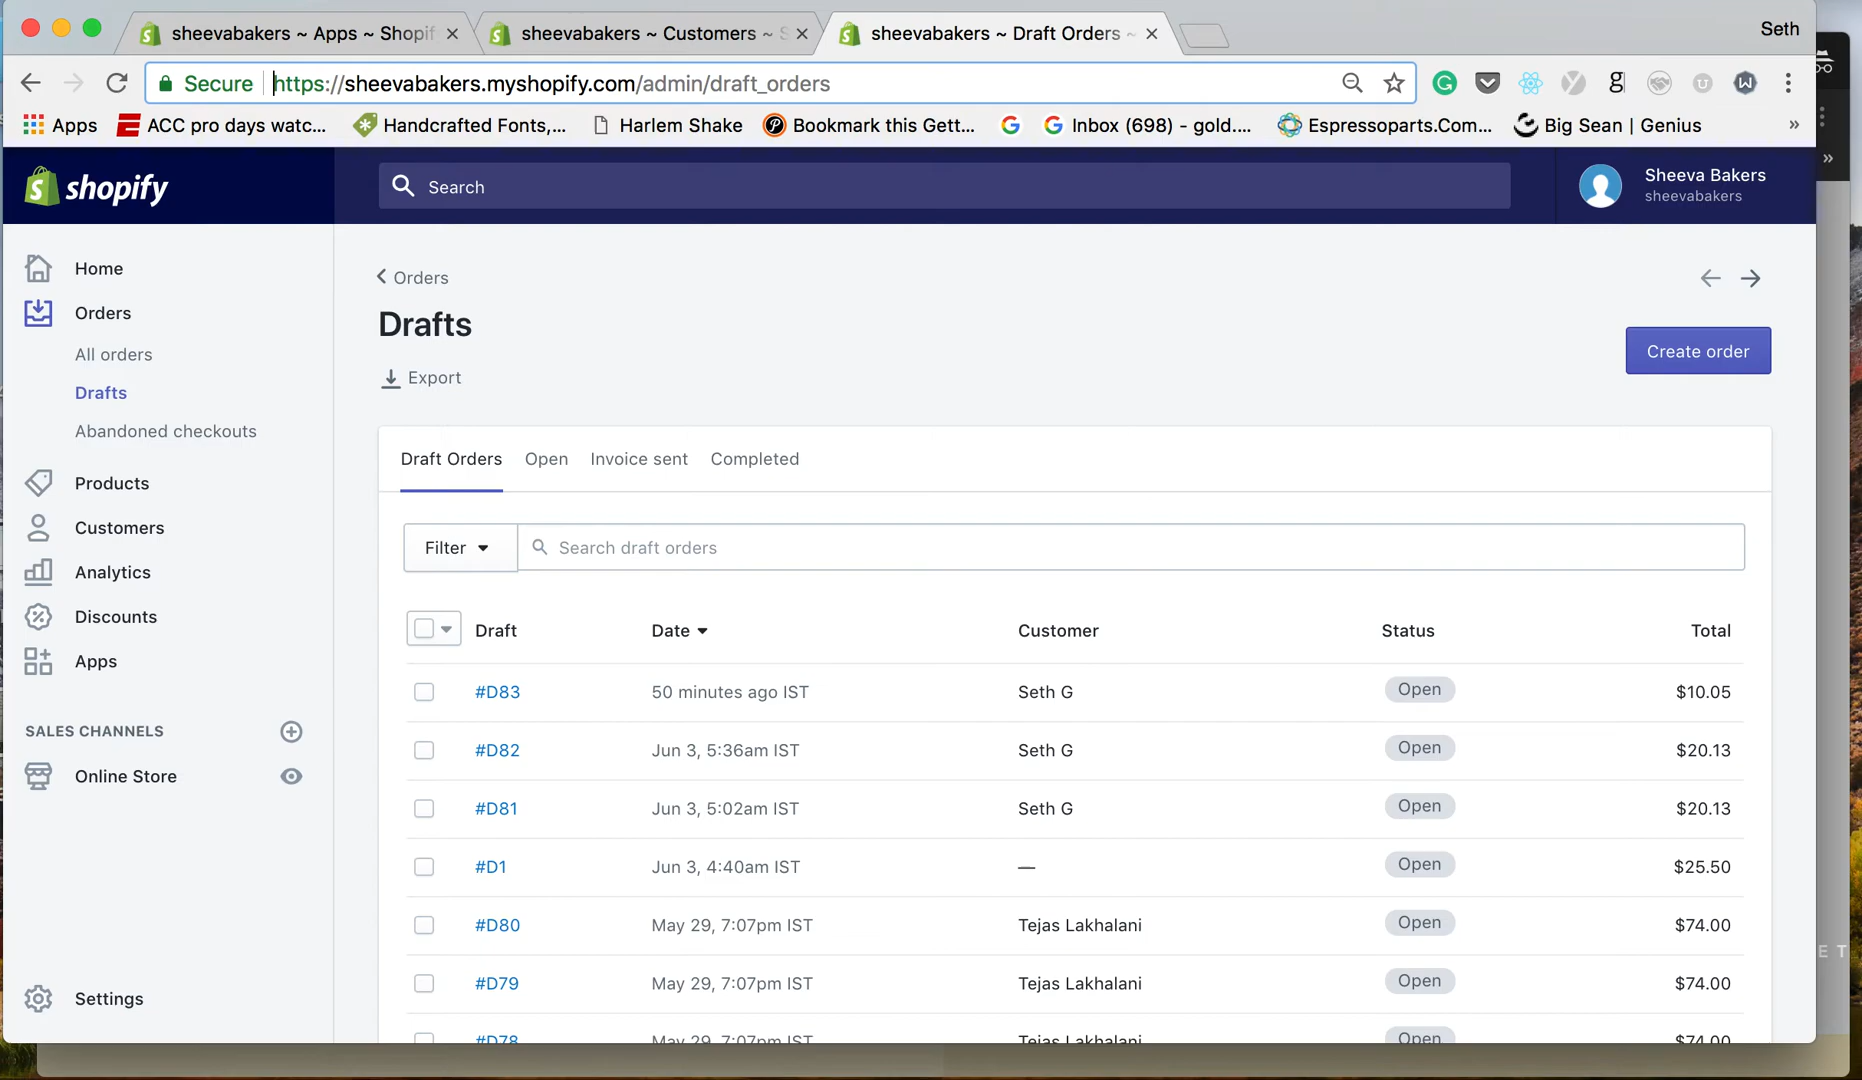 sheevabakers ~ Apps ~ Shopif
sheevabakers ~ Customers ~ S
sheevabakers ~ Draft Orders ~
Seth
Secure
https://sheevabakers.myshopify.com/admin/draft_orders
Apps
ACC pro days watc...
Handcrafted Fonts,...
Harlem Shake
Bookmark this Gett...
Inbox (698) - gold....
Espressoparts.Com...
Big Sean | Genius
»
»
shopify
Search
Sheeva Bakers
sheevabakers
Home
Orders
All orders
Drafts
Abandoned checkouts
Products
Customers
Analytics
Discounts
Apps
SALES CHANNELS
Online Store
Settings
Orders
Drafts
Export
Create order
Draft Orders Open Invoice sent Completed
Filter
Search draft orders
Draft Date Customer Status Total
#D83 50 minutes ago IST Seth G Open $10.05
#D82 Jun 3, 5:36am IST Seth G Open $20.13
#D81 Jun 3, 5:02am IST Seth G Open $20.13
#D1 Jun 3, 4:40am IST — Open $25.50
#D80 May 29, 7:07pm IST Tejas Lakhalani Open $74.00
#D79 May 29, 7:07pm IST Tejas Lakhalani Open $74.00
#D78 May 29, 7:07pm IST Tejas Lakhalani Open $74.00
E T